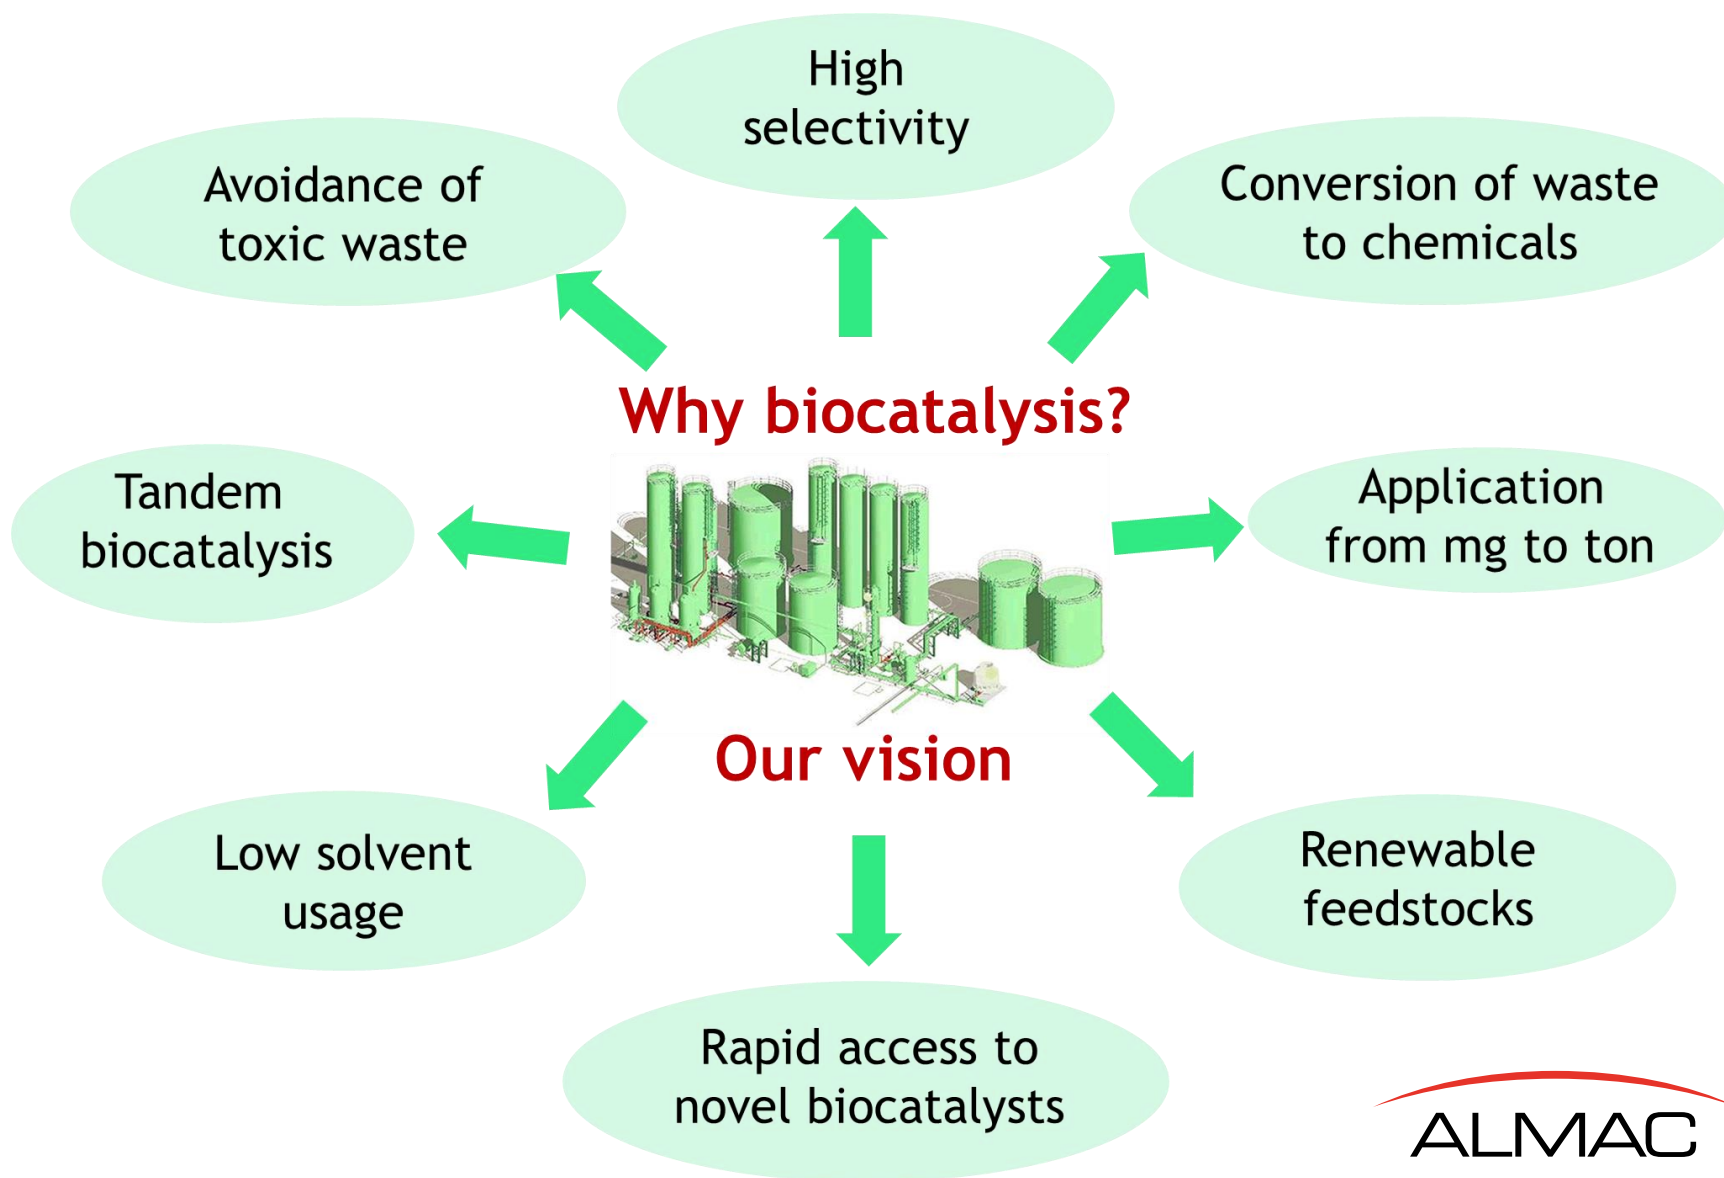 High
selectivity
Avoidance of
toxic waste
Conversion of waste
to chemicals
Why biocatalysis?
Tandem
biocatalysis
Application
from mg to ton
Our vision
Low solvent
usage
Renewable
feedstocks
Rapid access to
novel biocatalysts
ALMAC